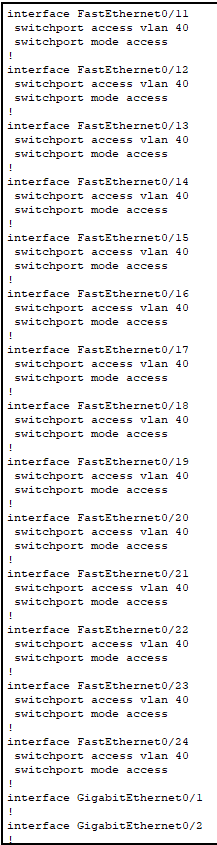 interface FastEthernet0/11
 switchport access vlan 40
 switchport mode access
!
interface FastEthernet0/12
 switchport access vlan 40
 switchport mode access
!
interface FastEthernet0/13
 switchport access vlan 40
 switchport mode access
!
interface FastEthernet0/14
 switchport access vlan 40
 switchport mode access
!
interface FastEthernet0/15
 switchport access vlan 40
 switchport mode access
!
interface FastEthernet0/16
 switchport access vlan 40
 switchport mode access
!
interface FastEthernet0/17
 switchport access vlan 40
 switchport mode access
!
interface FastEthernet0/18
 switchport access vlan 40
 switchport mode access
!
interface FastEthernet0/19
 switchport access vlan 40
 switchport mode access
!
interface FastEthernet0/20
 switchport access vlan 40
 switchport mode access
!
interface FastEthernet0/21
 switchport access vlan 40
 switchport mode access
!
interface FastEthernet0/22
 switchport access vlan 40
 switchport mode access
!
interface FastEthernet0/23
 switchport access vlan 40
 switchport mode access
!
interface FastEthernet0/24
 switchport access vlan 40
 switchport mode access
!
interface GigabitEthernet0/1
!
interface GigabitEthernet0/2
!